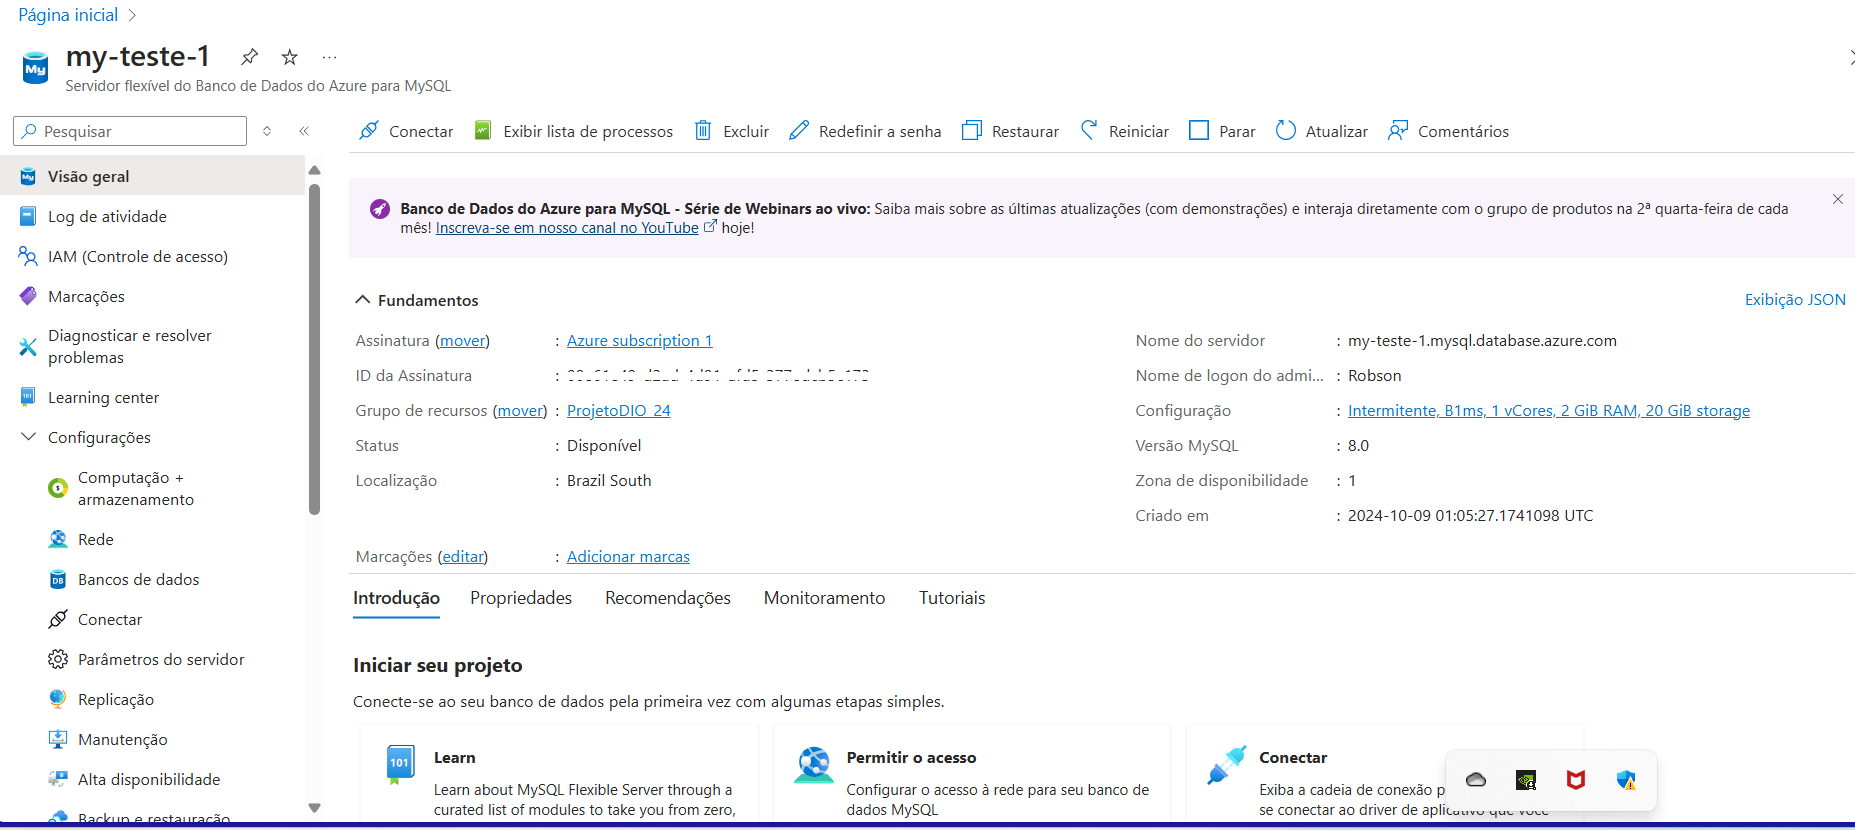 Página initial
my-teste-1
Servidor flexível do Banco de Dados do Azure para MySQL
Pesquisar
Conectar
Exibir lista de processos
Excluir
Redefinir a senha
Restaurar
Reiniciar
Parar
Atualizar
Comentários
Visão geral
Log de atividade
IAM (Controle de acesso)
Marcações
Diagnosticar e resolver
problemas
Learning center
Configurações
Computação +
armazenamento
Rede
Bancos de dados
Conectar
Parâmetros do servidor
Replicação
Manutenção
Alta disponibilidade
Backup e restauração
Banco de Dados do Azure para MySQL - Série de Webinars ao vivo: Saiba mais sobre as últimas atualizações (com demonstrações) e interaja diretamente com o grupo de produtos na 2ª quarta-feira de cada
mês! Inscreva-se em nosso canal no YouTube hoje!
Fundamentos
Exibição JSON
Assinatura (mover) : Azure subscription 1
ID da Assinatura :
Grupo de recursos (mover) : ProjetoDIO_24
Status : Disponível
Localização : Brazil South
Nome do servidor : my-teste-1.mysql.database.azure.com
Nome de logon do admi... : Robson
Configuração : Intermitente, B1ms, 1 vCores, 2 GiB RAM, 20 GiB storage
Versão MySQL : 8.0
Zona de disponibilidade : 1
Criado em : 2024-10-09 01:05:27.1741098 UTC
Marcações (editar) : Adicionar marcas
Introdução
Propriedades
Recomendações
Monitoramento
Tutoriais
Iniciar seu projeto
Conecte-se ao seu banco de dados pela primeira vez com algumas etapas simples.
Learn
Learn about MySQL Flexible Server through a
curated list of modules to take you from zero,
Permitir o acesso
Configurar o acesso à rede para seu banco de
dados MySQL
Conectar
Exiba a cadeia de conexão
se conectar ao driver de você